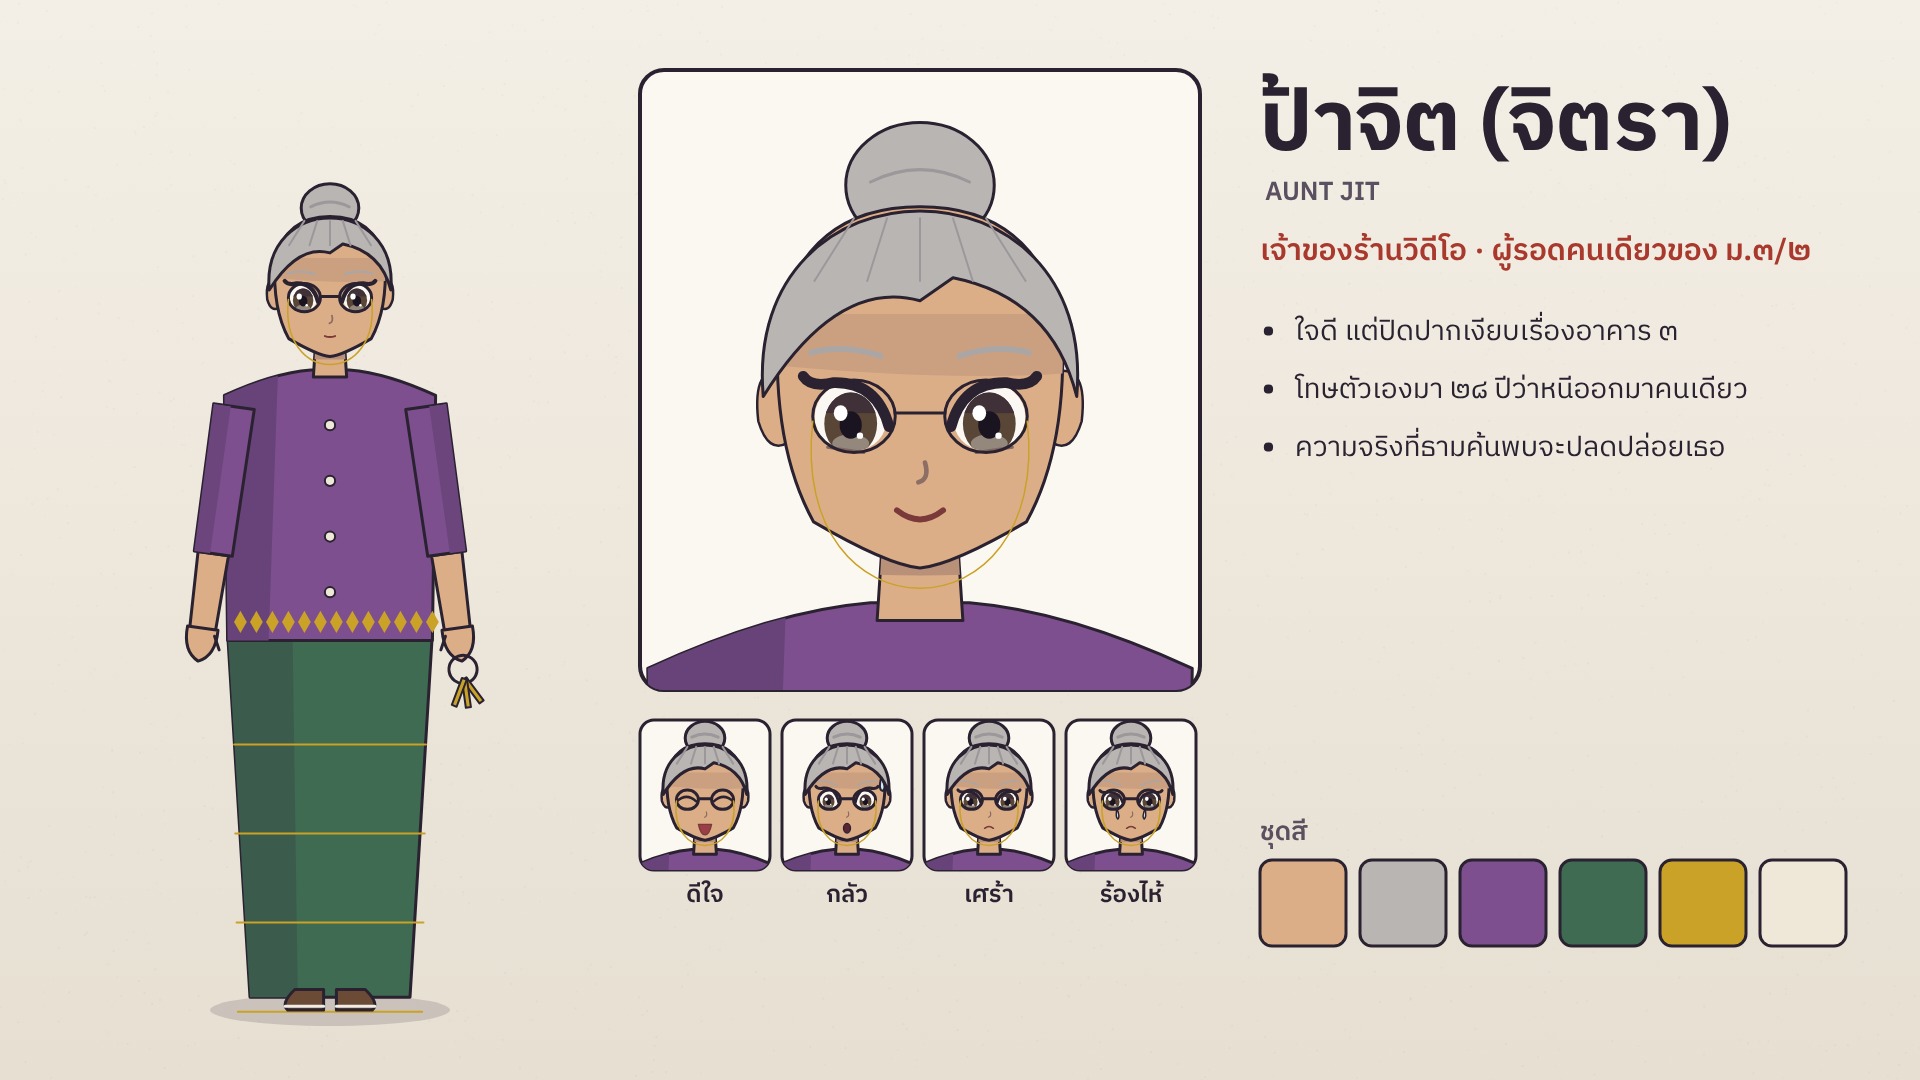 ป้าจิต (จิตรา)
AUNT JIT
เจ้าของร้านวิดีโอ · ผู้รอดคนเดียวของ ม.๓/๒
• ใจดี แต่ปิดปากเงียบเรื่องอาคาร ๓
• โทษตัวเองมา ๒๘ ปีว่าหนีออกมาคนเดียว
• ความจริงที่ธามค้นพบจะปลดปล่อยเธอ
ดีใจ
กลัว
เศร้า
ร้องไห้
ชุดสี